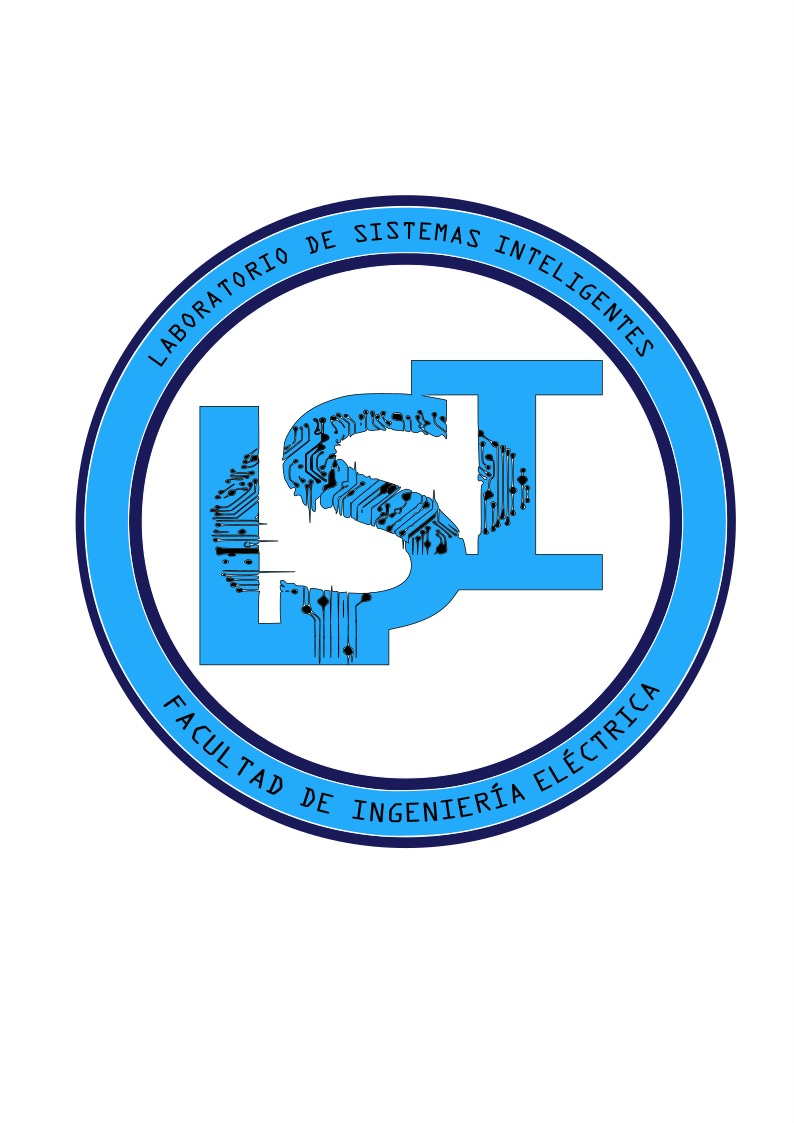 LABORATORIO DE SISTEMAS INTELIGENTES
LSI
FACULTAD DE INGENIERÍA ELÉCTRICA